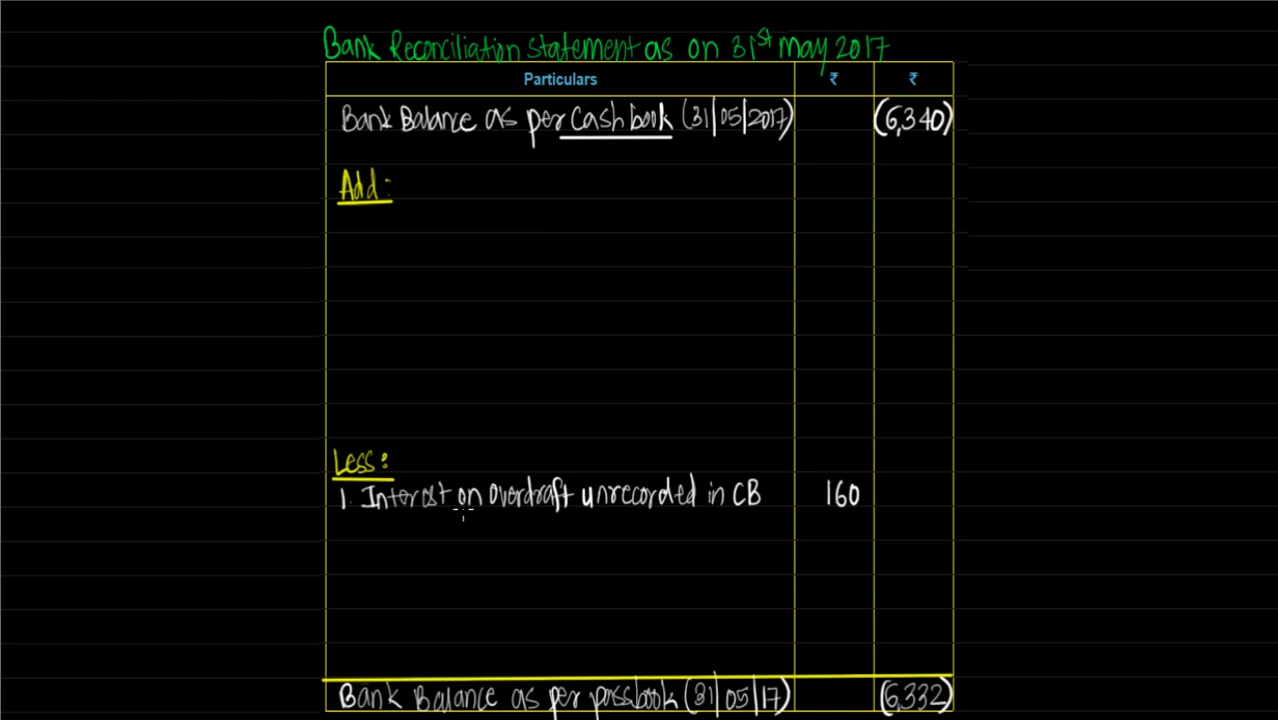 Bank Reconciliation Statement as on 31st may 2017
Particulars ₹ ₹
Bank Balance as per cash book (31/05/2017) (6,340)
Add:
Less:
1. Interest on overdraft unrecorded in CB 160
Bank Balance as per passbook (31/05/17) (6,332)